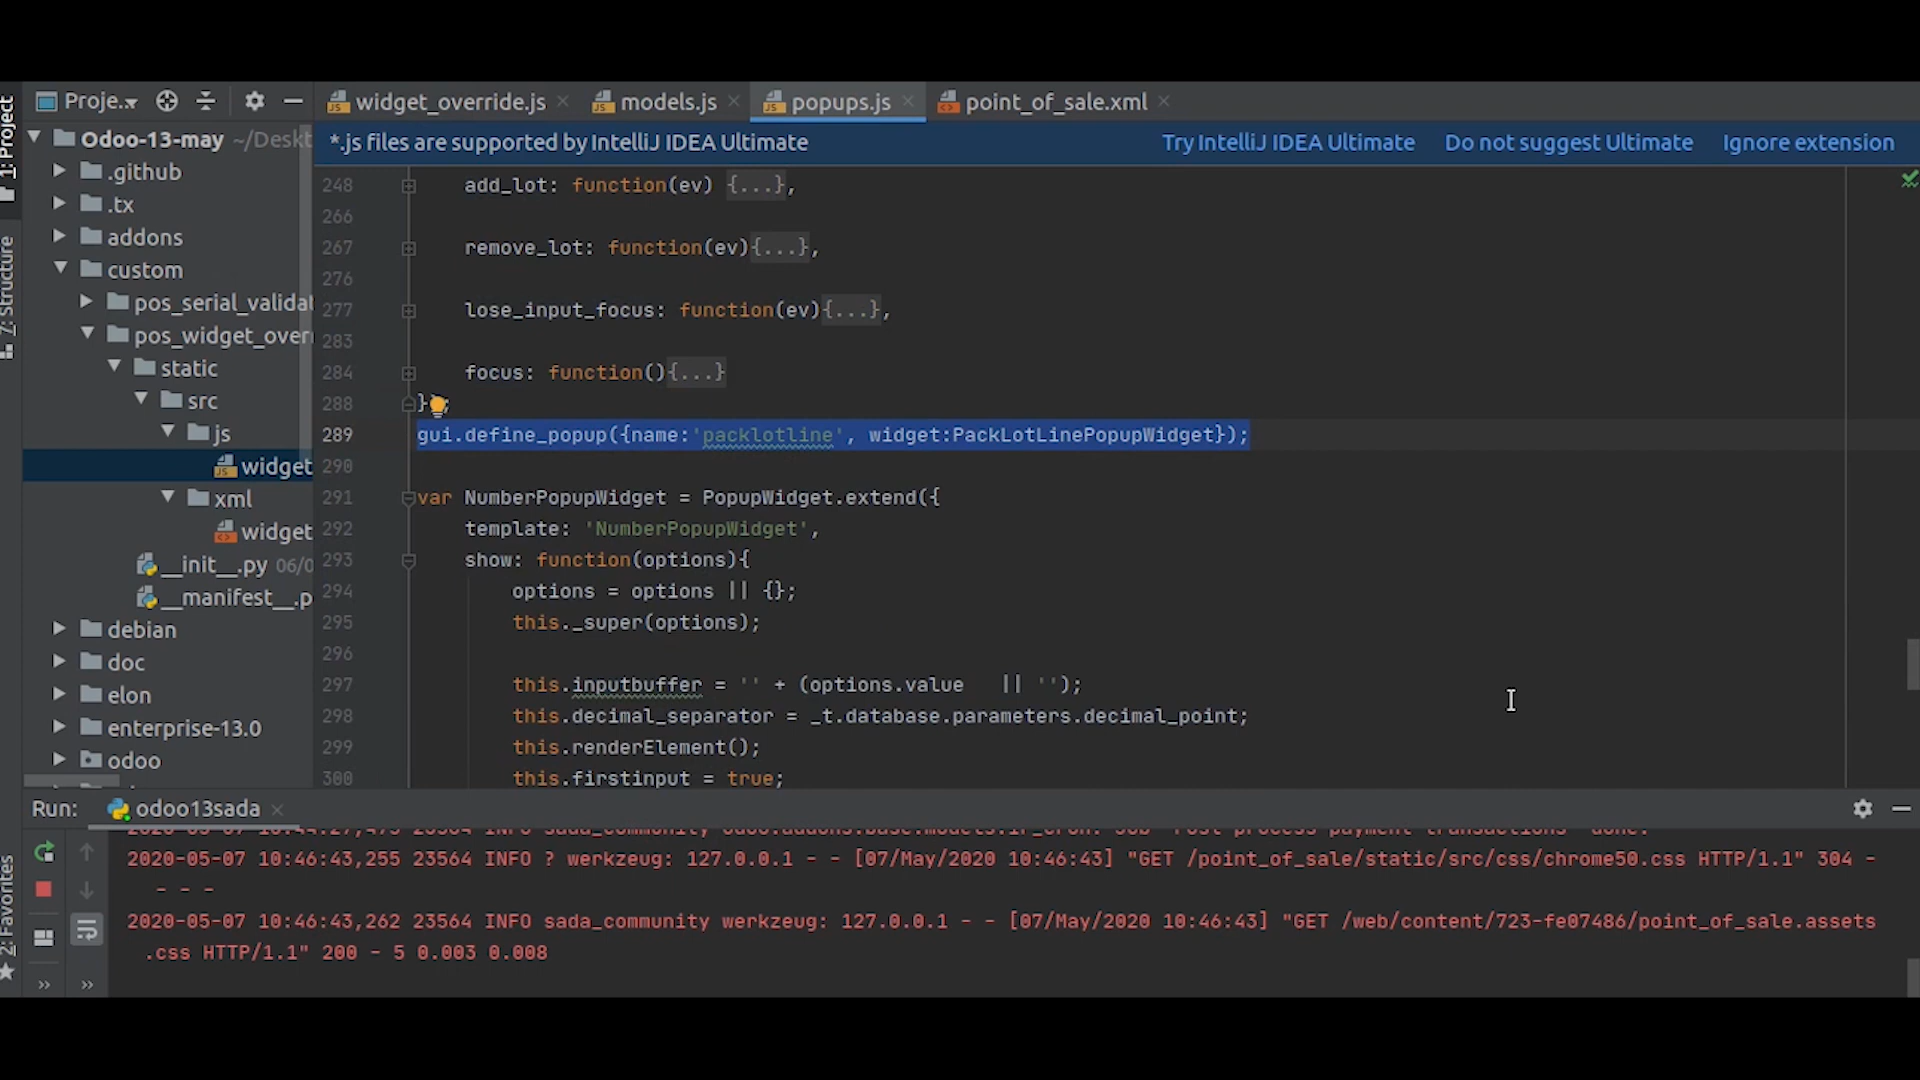 1: Project
7: Structure
2: Favorites
Proje..
Odoo-13-may ~/Deskt
.github
.tx
addons
custom
pos_serial_validat
pos_widget_over
static
src
js
widget
xml
widget
__init__.py 06/0
__manifest__.p
debian
doc
elon
enterprise-13.0
odoo
widget_override.js
models.js
popups.js
point_of_sale.xml
*.js files are supported by IntelliJ IDEA Ultimate
Try IntelliJ IDEA Ultimate
Do not suggest Ultimate
Ignore extension
248 add_lot: function(ev) {...},
266
267 remove_lot: function(ev){...},
276
277 lose_input_focus: function(ev){...},
283
284 focus: function(){...}
288 });
289 gui.define_popup({name:'packlotline', widget:PackLotLinePopupWidget});
290
291 var NumberPopupWidget = PopupWidget.extend({
292 template: 'NumberPopupWidget',
293 show: function(options){
294 options = options || {};
295 this._super(options);
296
297 this.inputbuffer = '' + (options.value   || '');
298 this.decimal_separator = _t.database.parameters.decimal_point;
299 this.renderElement();
300 this.firstinput = true;
Run: odoo13sada
2020-05-07 10:46:43,255 23564 INFO ? werkzeug: 127.0.0.1 - - [07/May/2020 10:46:43] "GET /point_of_sale/static/src/css/chrome50.css HTTP/1.1" 304 -
- - - 
2020-05-07 10:46:43,262 23564 INFO sada_community werkzeug: 127.0.0.1 - - [07/May/2020 10:46:43] "GET /web/content/723-fe07486/point_of_sale.assets
.css HTTP/1.1" 200 - 5 0.003 0.008